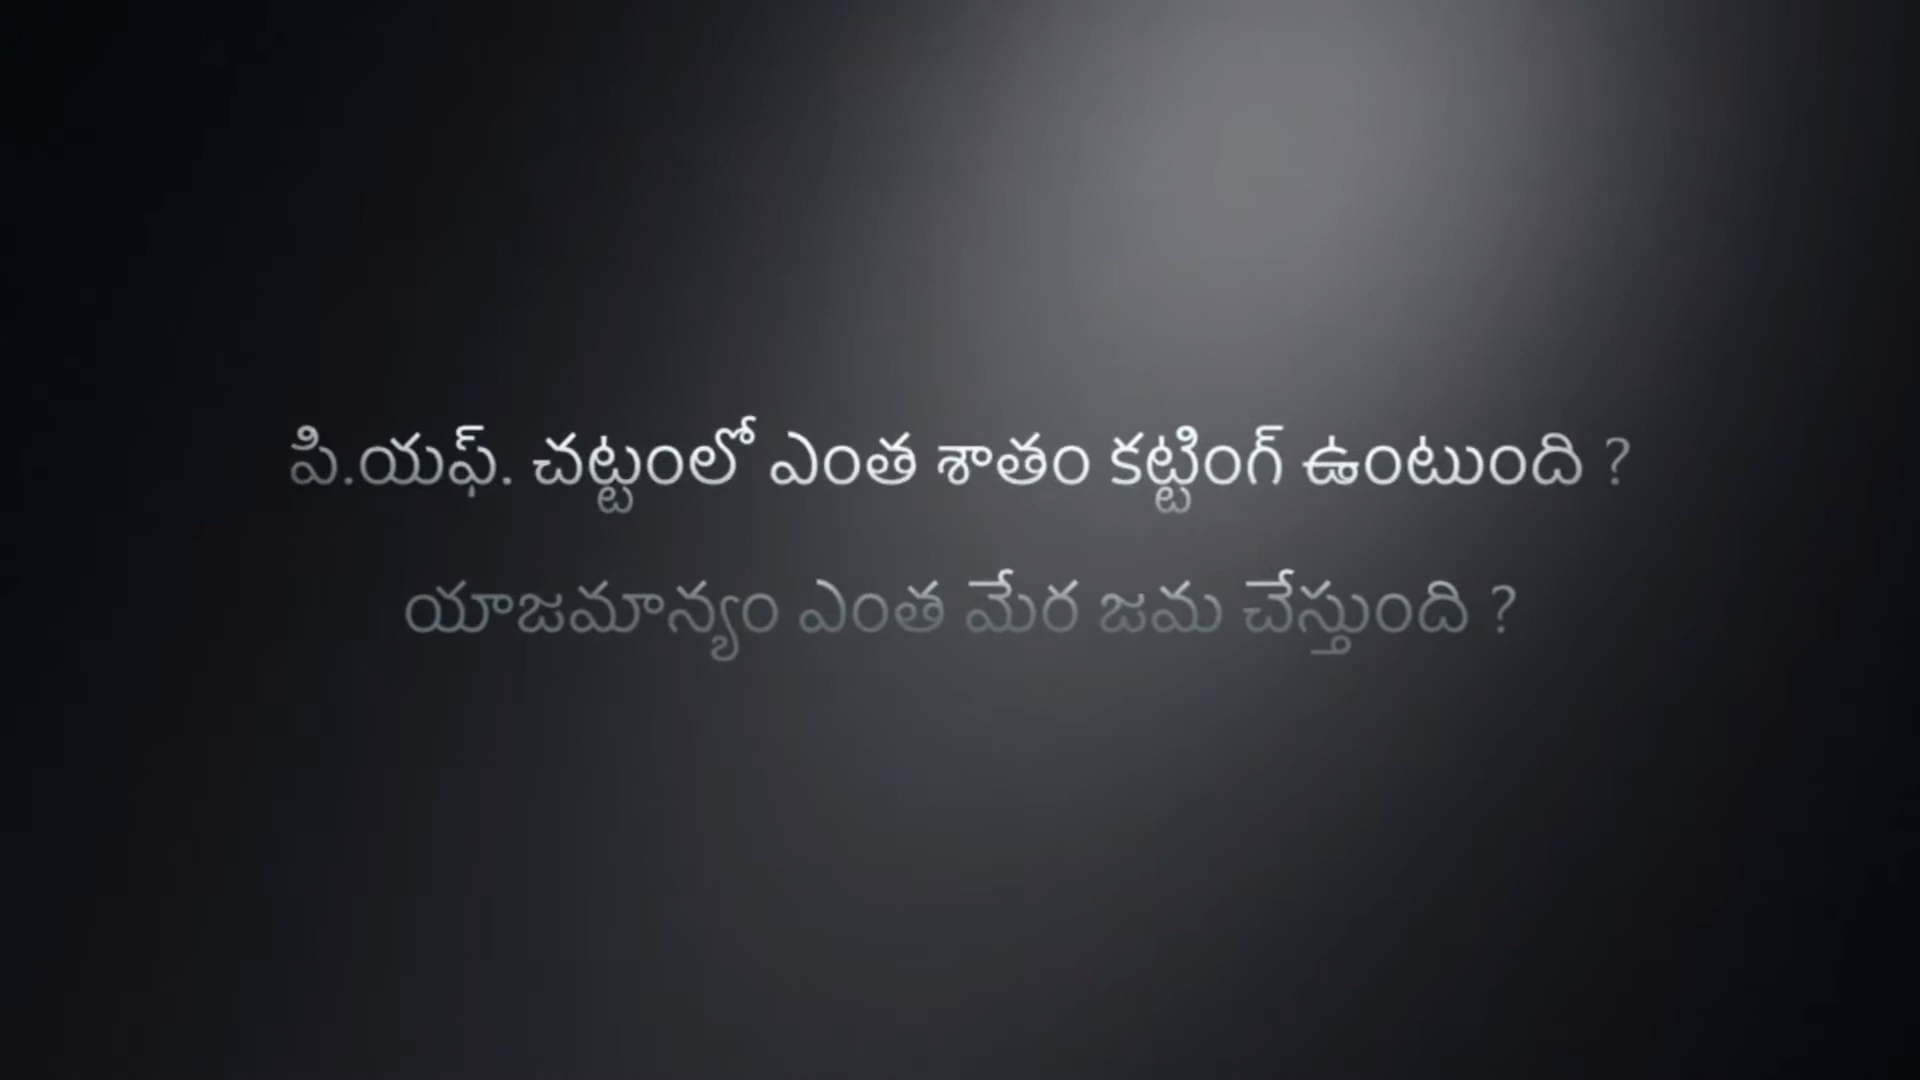 పి.యఫ్. చట్టంలో ఎంత శాతం కట్టింగ్ ఉంటుంది ?
యాజమాన్యం ఎంత మేర జమ చేస్తుంది ?